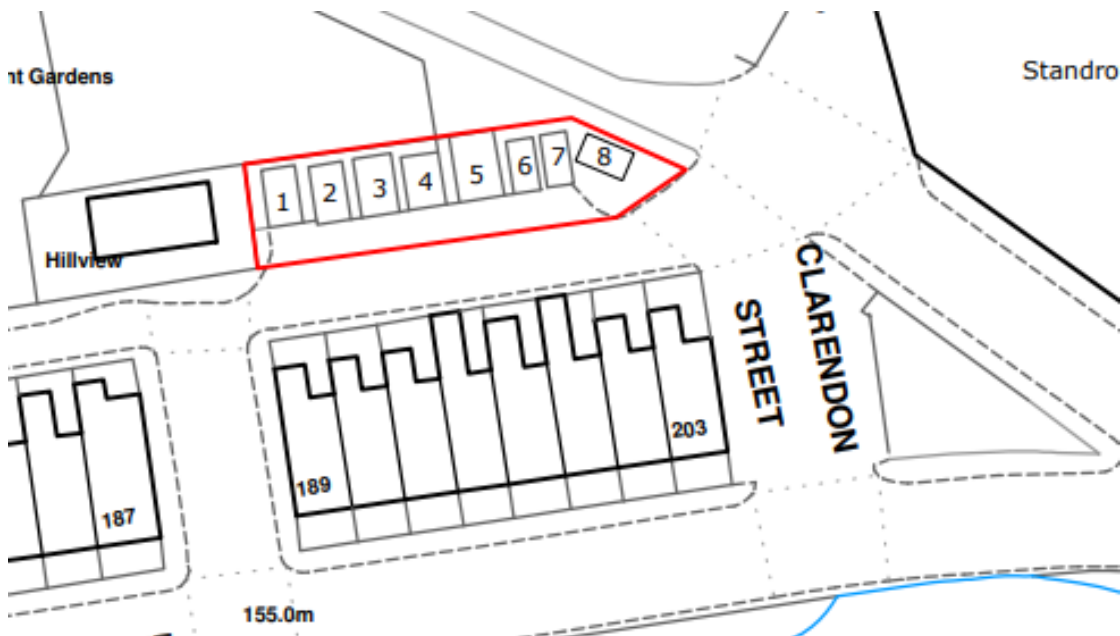 nt Gardens
Standro
1
2
3
4
5
6
7
8
Hillview
CLARENDON
STREET
189
203
187
155.0m